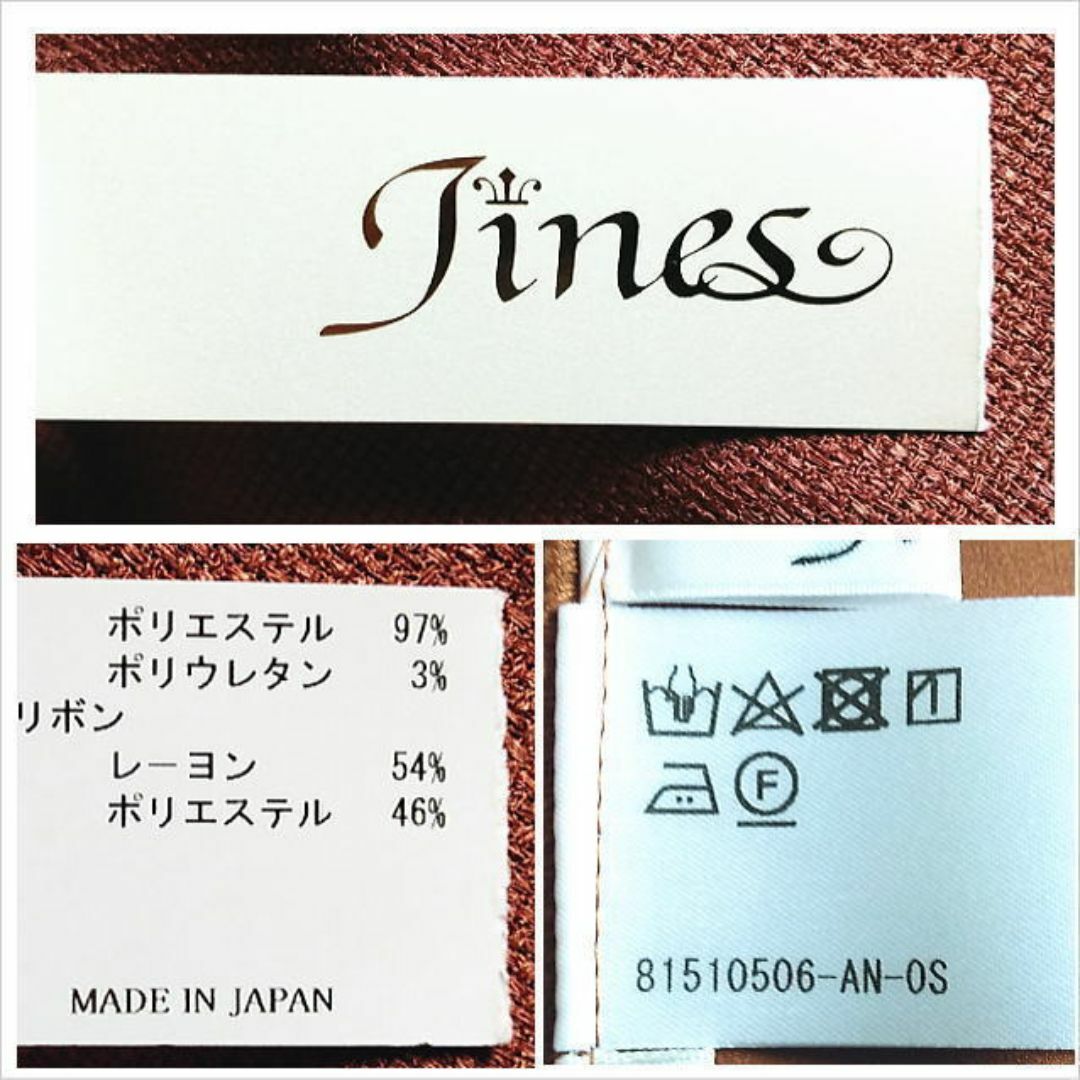 Jines
ポリエステル 97%
ポリウレタン 3%
リボン
レーヨン 54%
ポリエステル 46%
MADE IN JAPAN
F
81510506-AN-OS